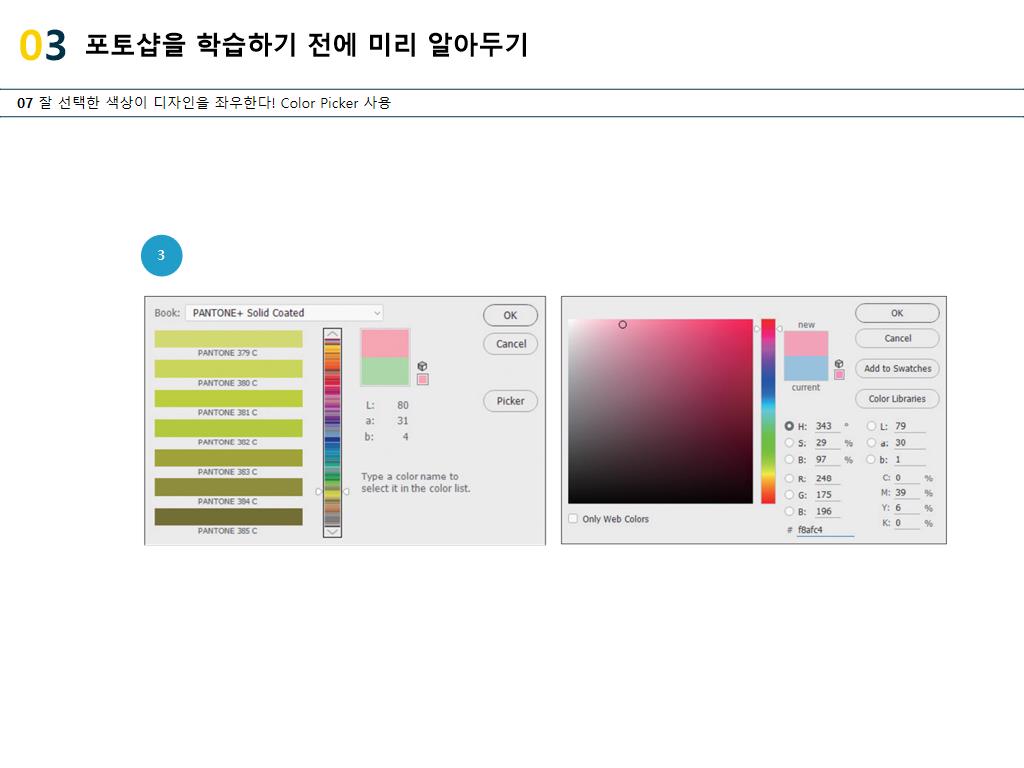 03 포토샵을 학습하기 전에 미리 알아두기
07 잘 선택한 색상이 디자인을 좌우한다! Color Picker 사용
3
Book: PANTONE+ Solid Coated
PANTONE 379 C
PANTONE 380 C
PANTONE 381 C
PANTONE 382 C
PANTONE 383 C
PANTONE 384 C
PANTONE 385 C
L: 80
a: 31
b: 4
Type a color name to
select it in the color list.
OK
Cancel
Picker
new
current
OK
Cancel
Add to Swatches
Color Libraries
H: 343 °
S: 29 %
B: 97 %
R: 248
G: 175
B: 196
# f8afc4
L: 79
a: 30
b: 1
C: 0 %
M: 39 %
Y: 6 %
K: 0 %
Only Web Colors